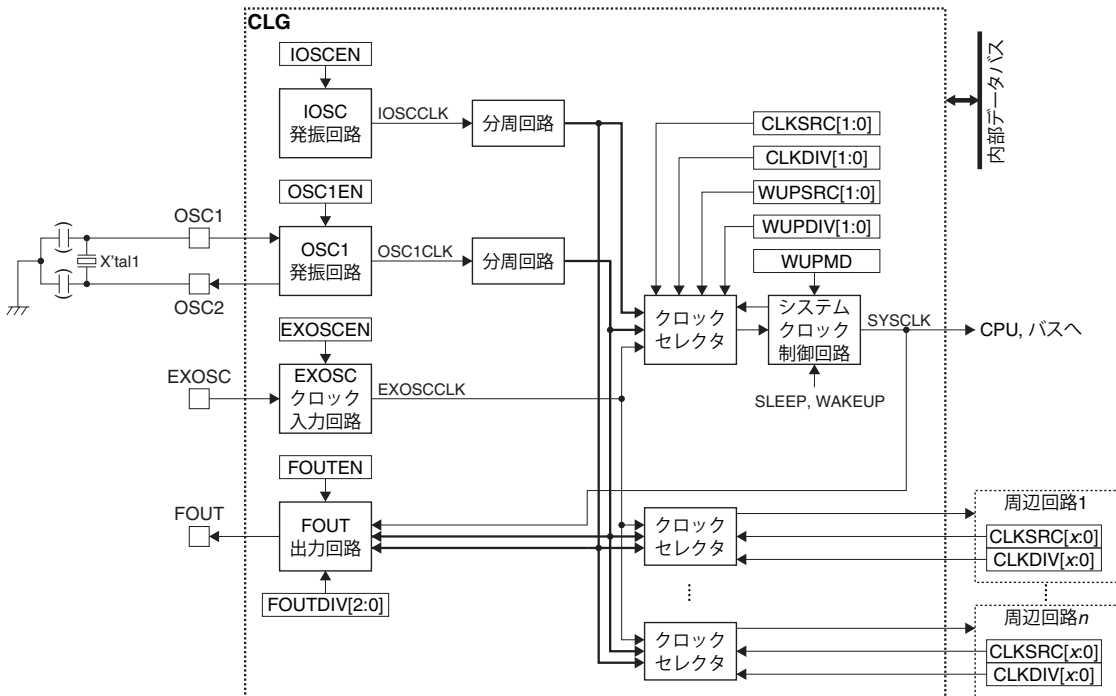 CLG
IOSCEN
IOSC
発振回路
IOSCCLK
分周回路
CLKSRC[1:0]
CLKDIV[1:0]
WUPSRC[1:0]
WUPDIV[1:0]
WUPMD
内部データバス
OSC1EN
OSC1
OSC1
発振回路
OSC1CLK
分周回路
X'tal1
OSC2
クロック
セレクタ
システム
クロック
制御回路
SYSCLK
CPU, バスへ
SLEEP, WAKEUP
EXOSCEN
EXOSC
EXOSC
クロック
入力回路
EXOSCCLK
FOUTEN
FOUT
FOUT
出力回路
FOUTDIV[2:0]
クロック
セレクタ
周辺回路1
CLKSRC[x:0]
CLKDIV[x:0]
クロック
セレクタ
周辺回路n
CLKSRC[x:0]
CLKDIV[x:0]